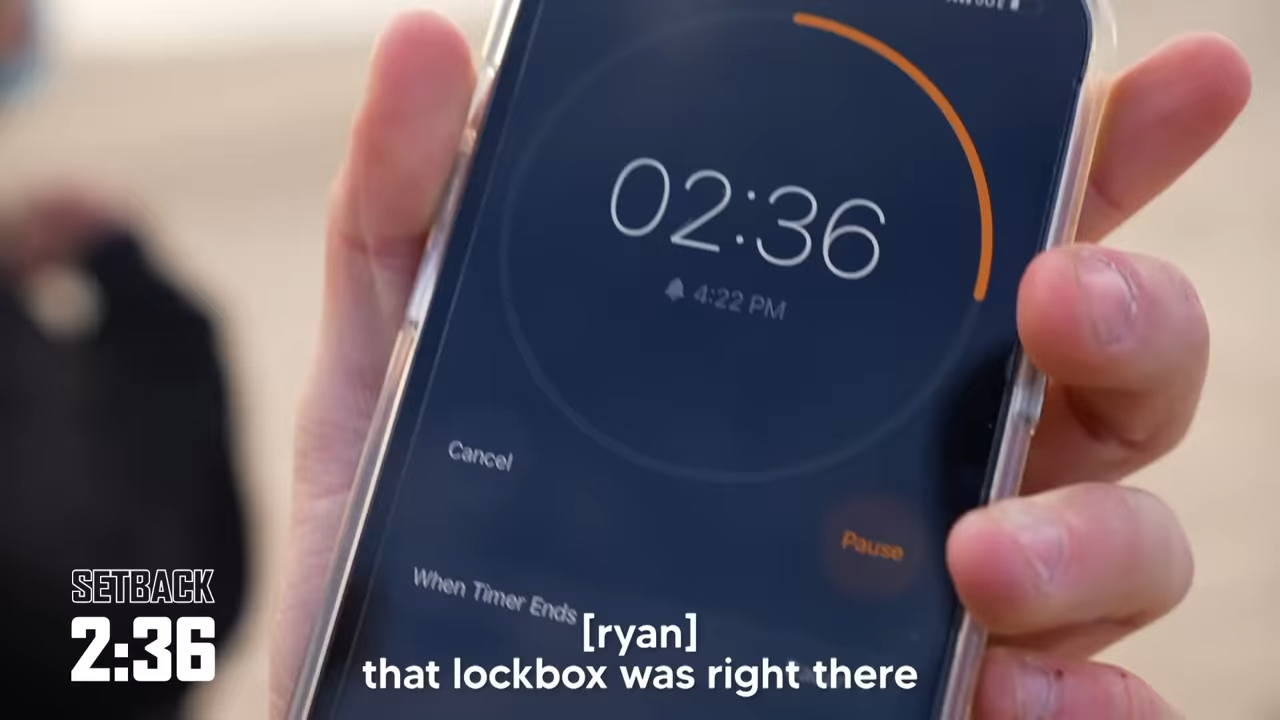 02:36
4:22 PM
Cancel
Pause
When Timer Ends
SETBACK
2:36
[ryan]
that lockbox was right there